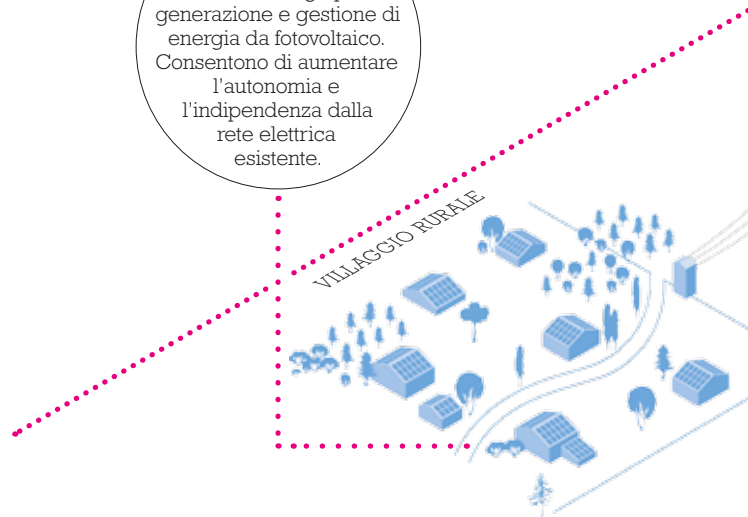 generazione e gestione di
energia da fotovoltaico.
Consentono di aumentare
l'autonomia e
l'indipendenza dalla
rete elettrica
esistente.
VILLAGGIO RURALE